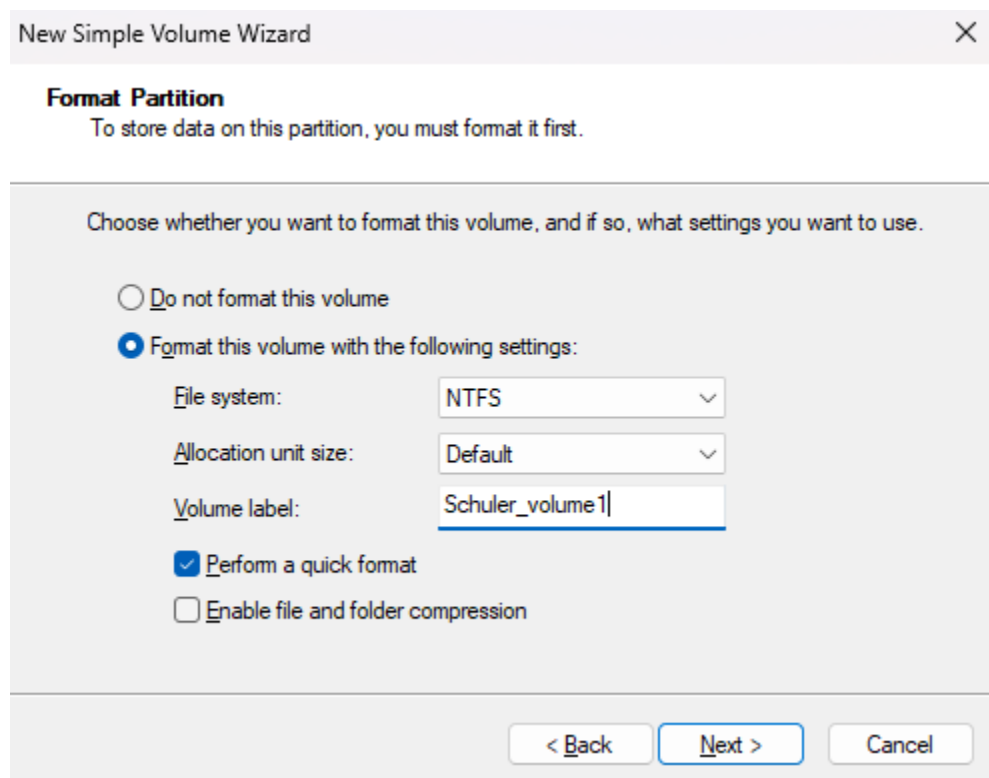 New Simple Volume Wizard
Format Partition
To store data on this partition, you must format it first.
Choose whether you want to format this volume, and if so, what settings you want to use.
Do not format this volume
Format this volume with the following settings:
File system: NTFS
Allocation unit size: Default
Volume label: Schuler_volume1
Perform a quick format
Enable file and folder compression
< Back Next > Cancel